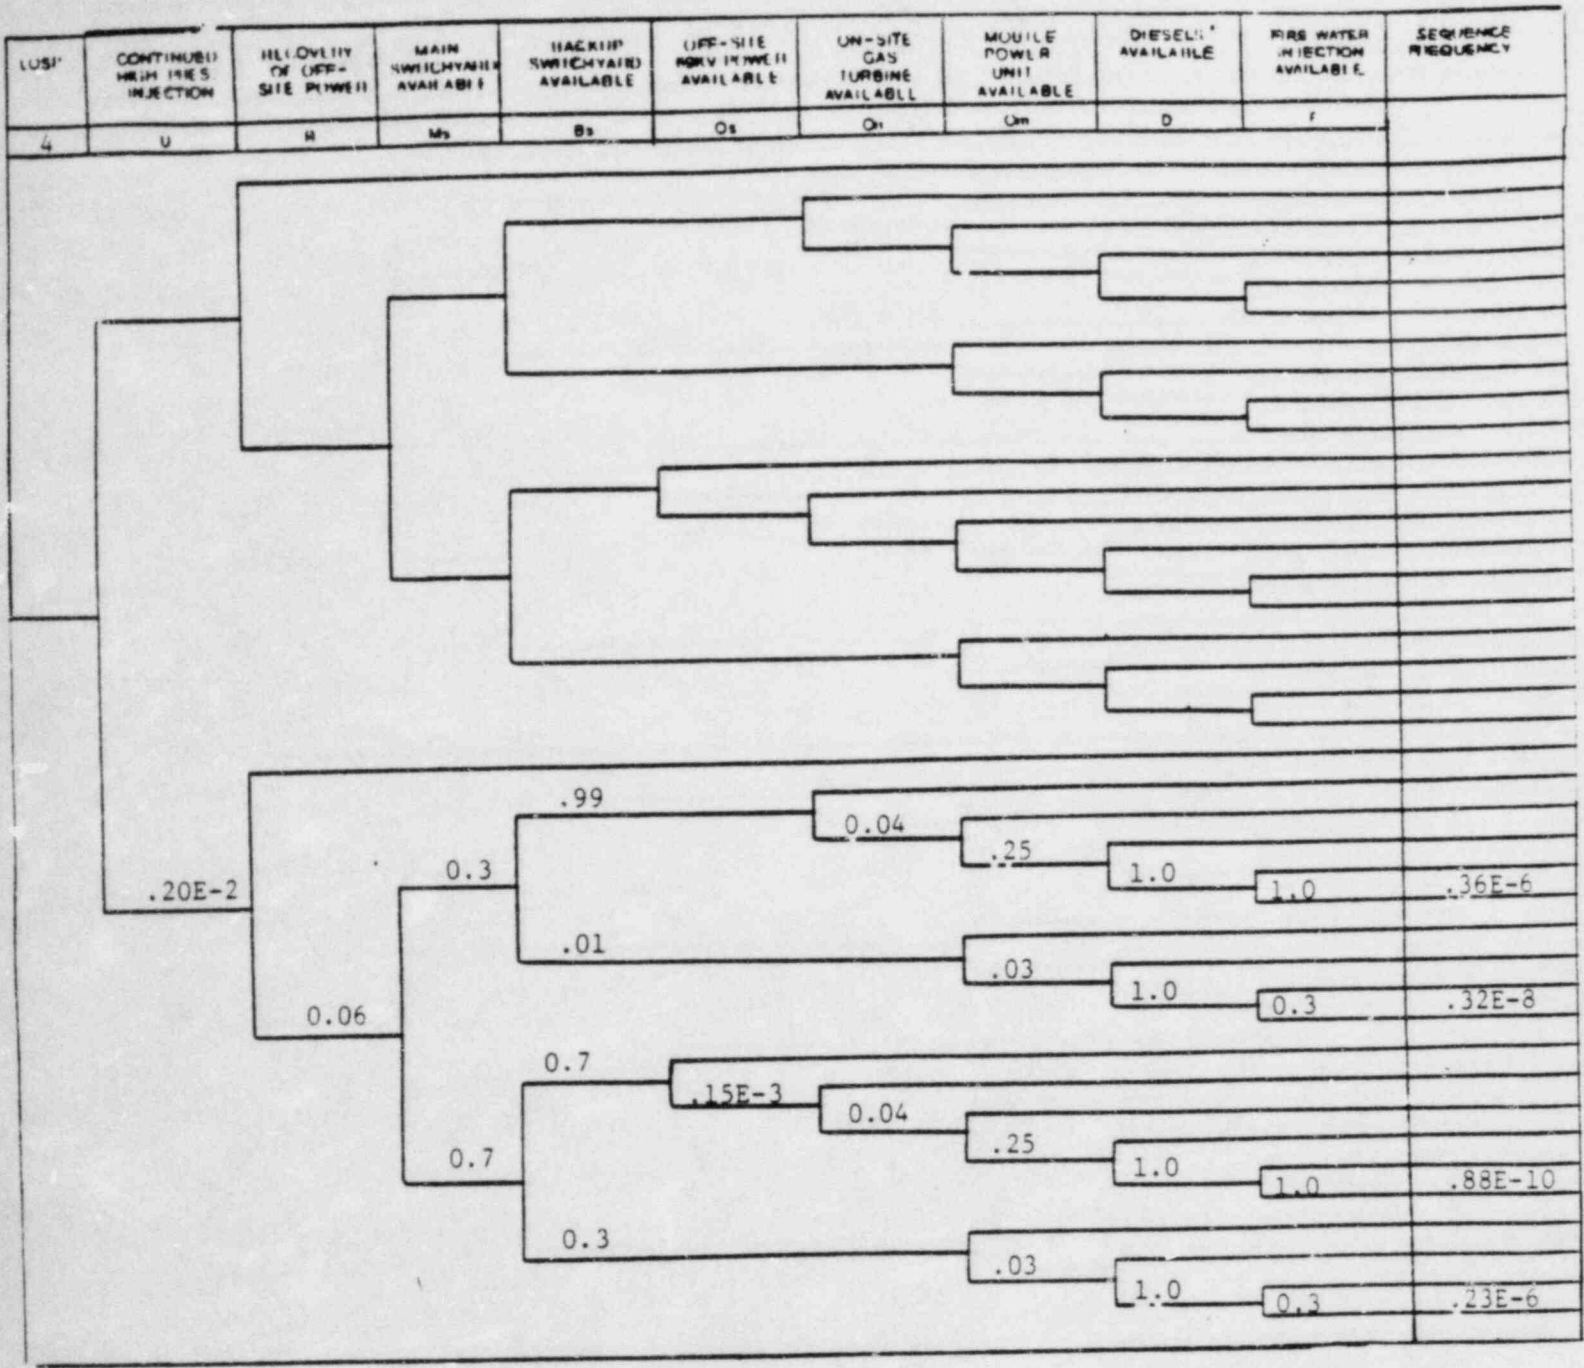 CONTINUED
HIGH PRES
INJECTION
RECOVERY
OF OFF-
SITE POWER
MAIN
SWITCHYARD
AVAILABLE
BACKUP
SWITCHYARD
AVAILABLE
OFF-SITE
POWER
AVAILABLE
ON-SITE
GAS
TURBINE
AVAILABLE
MOBILE
POWER
UNIT
AVAILABLE
DIESELS
AVAILABLE
FIRE WATER
INJECTION
AVAILABLE
SEQUENCE
FREQUENCY
4
U
R
Ms
Bs
Os
On
Om
D
F
.99
0.04
.25
0.3
1.0
.20E-2
1.0
.36E-6
.01
.03
1.0
0.3
.32E-8
0.06
0.7
.15E-3
0.04
.25
0.7
1.0
1.0
.88E-10
0.3
.03
1.0
0.3
.23E-6